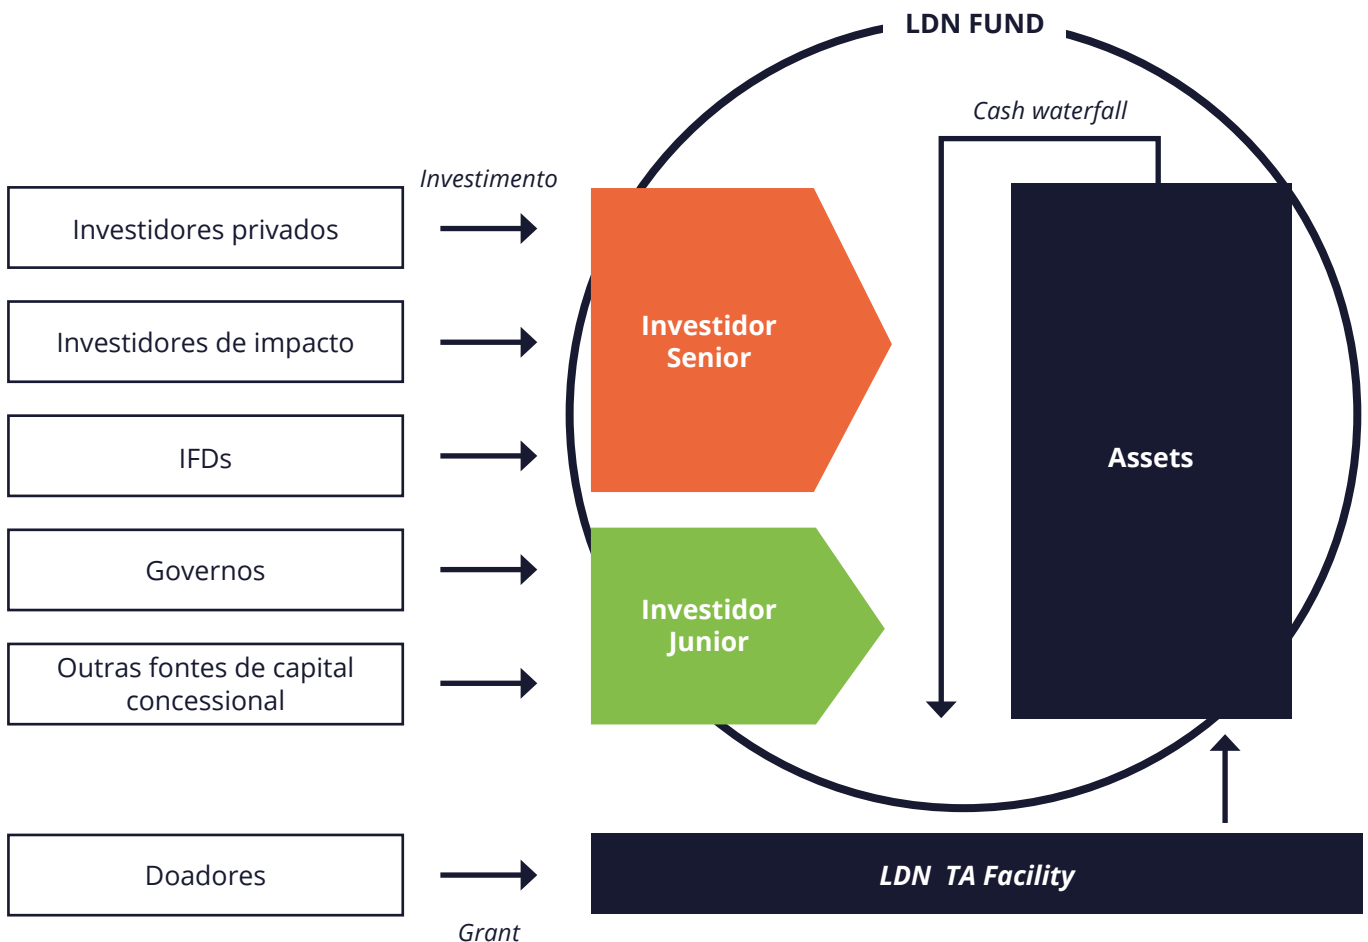 LDN FUND
Cash waterfall
Investimento
Investidores privados
Investidores de impacto
IFDs
Governos
Outras fontes de capital
concessional
Investidor
Senior
Investidor
Junior
Assets
Doadores
Grant
LDN TA Facility